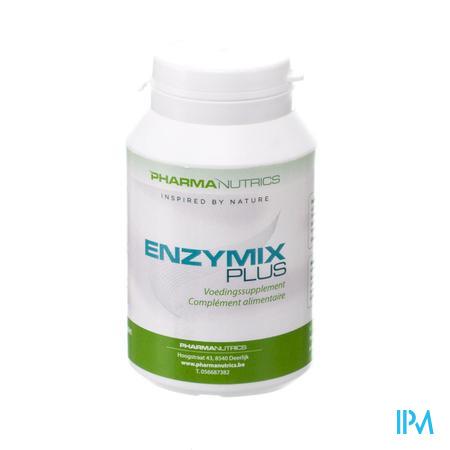 PHARMANUTRICS
INSPIRED BY NATURE
ENZYMIX
PLUS
Voedingssupplement
Complément alimentaire
PHARMANUTRICS
Hoogstraat 43, 8540 Deerlijk
www.pharmanutrics.be
T. 056687382
IPM